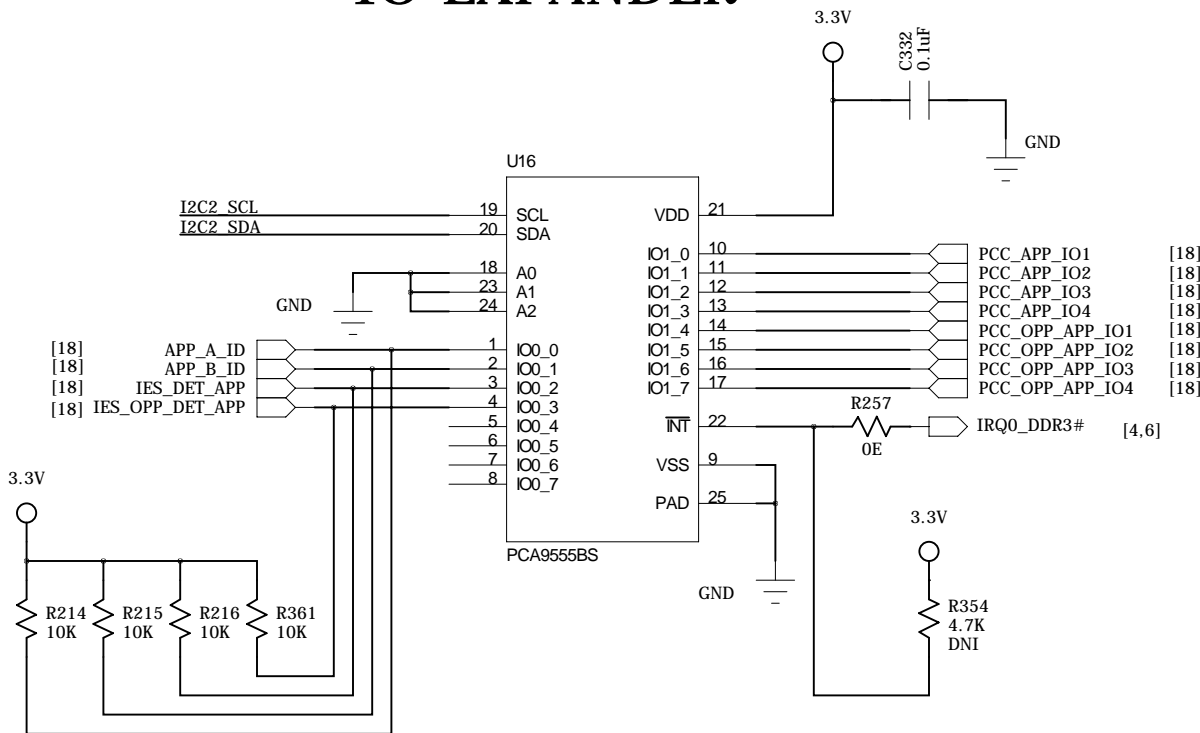 IO EXPANDER
3.3V
C332
0.1uF
GND
U16
I2C2_SCL 19 SCL VDD 21
I2C2_SDA 20 SDA
18 A0 IO1_0 10 PCC_APP_IO1 [18]
23 A1 IO1_1 11 PCC_APP_IO2 [18]
24 A2 IO1_2 12 PCC_APP_IO3 [18]
GND
IO1_3 13 PCC_APP_IO4 [18]
IO1_4 14 PCC_OPP_APP_IO1 [18]
[18] APP_A_ID 1 IO0_0 IO1_5 15 PCC_OPP_APP_IO2 [18]
[18] APP_B_ID 2 IO0_1 IO1_6 16 PCC_OPP_APP_IO3 [18]
[18] IES_DET_APP 3 IO0_2 IO1_7 17 PCC_OPP_APP_IO4 [18]
[18] IES_OPP_DET_APP 4 IO0_3
5 IO0_4 INT 22 R257 0E IRQ0_DDR3# [4,6]
6 IO0_5
7 IO0_6 VSS 9
8 IO0_7
PAD 25
PCA9555BS
GND
3.3V
R214
10K
R215
10K
R216
10K
R361
10K
3.3V
R354
4.7K
DNI